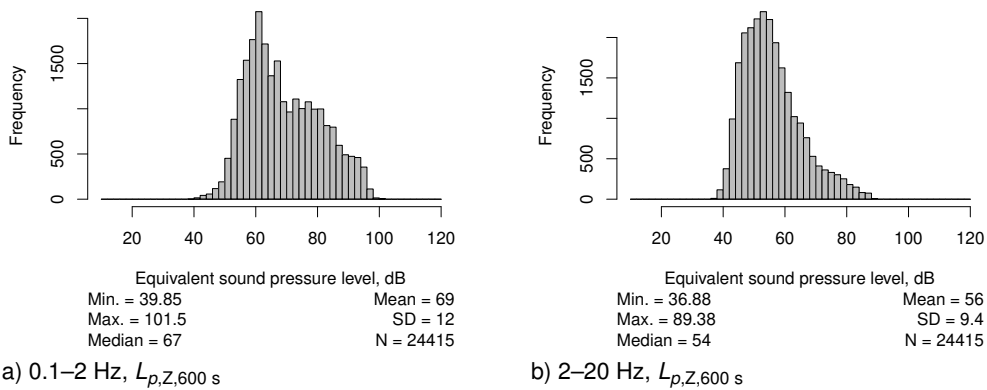 Frequency
0 500 1500
20 40 60 80 100 120
Equivalent sound pressure level, dB
Min. = 39.85 Mean = 69
Max. = 101.5 SD = 12
Median = 67 N = 24415
a) 0.1–2 Hz, Lp,Z,600 s
Frequency
0 500 1500
20 40 60 80 100 120
Equivalent sound pressure level, dB
Min. = 36.88 Mean = 56
Max. = 89.38 SD = 9.4
Median = 54 N = 24415
b) 2–20 Hz, Lp,Z,600 s